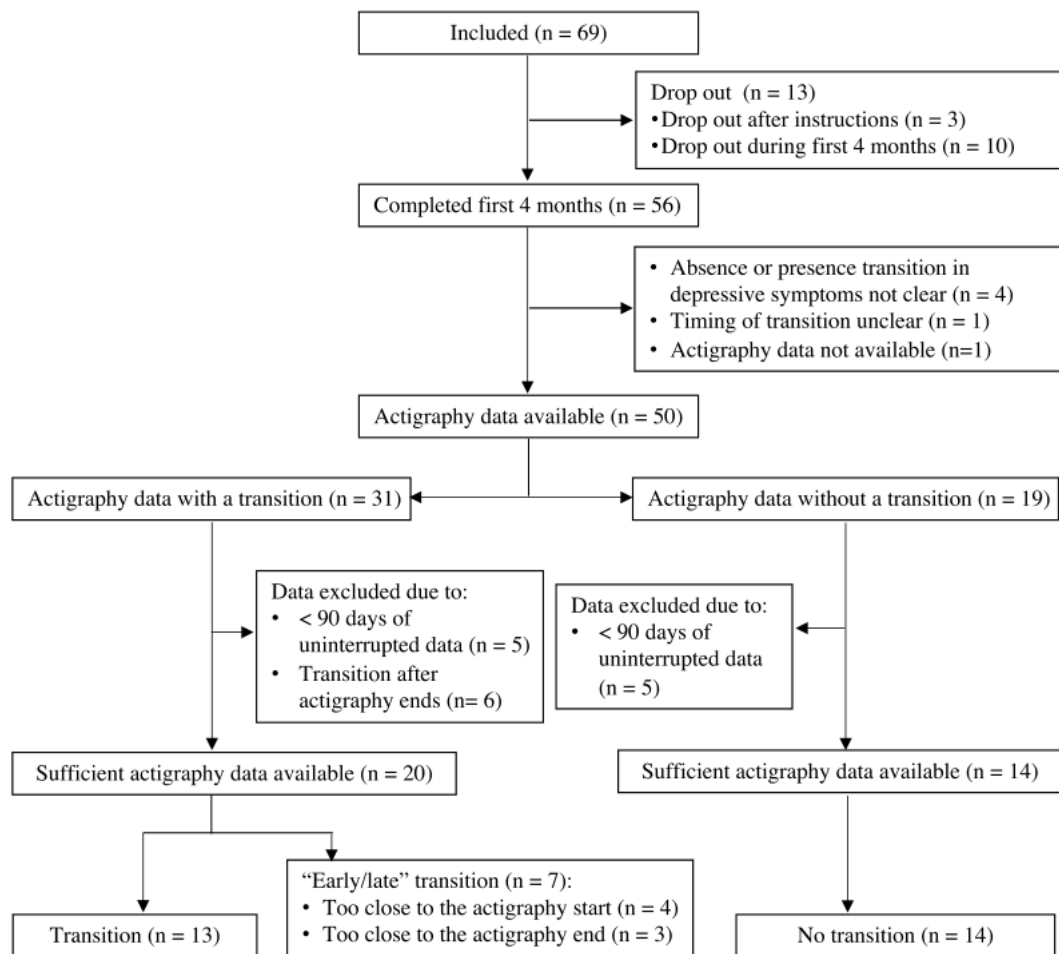 Included (n = 69)
Drop out  (n = 13)
•Drop out after instructions (n = 3)
•Drop out during first 4 months (n = 10)
Completed first 4 months (n = 56)
• Absence or presence transition in
depressive symptoms not clear (n = 4)
• Timing of transition unclear (n = 1)
• Actigraphy data not available (n=1)
Actigraphy data available (n = 50)
Actigraphy data with a transition (n = 31)
Actigraphy data without a transition (n = 19)
Data excluded due to:
• < 90 days of
uninterrupted data (n = 5)
• Transition after
actigraphy ends (n= 6)
Data excluded due to:
• < 90 days of
uninterrupted data
(n = 5)
Sufficient actigraphy data available (n = 20)
Sufficient actigraphy data available (n = 14)
“Early/late” transition (n = 7):
• Too close to the actigraphy start (n = 4)
• Too close to the actigraphy end (n = 3)
Transition (n = 13)
No transition (n = 14)